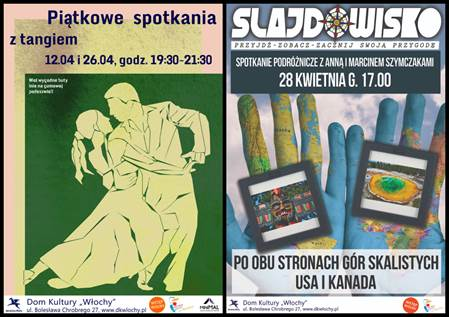 Piątkowe spotkania
z tangiem
12.04 i 26.04, godz. 19:30-21:30
Miej wygodne buty
(nie na gumowej
podeszwie)!
Dom Kultury „Włochy”
ul. Bolesława Chrobrego 27, www.dkwlochy.pl
MINIMAL
SLAJDOWISKO
PRZYJDŹ-ZOBACZ-ZACZNIJ SWOJĄ PRZYGODĘ
SPOTKANIE PODRÓŻNICZE Z ANNĄ I MARCINEM SZYMCZAKAMI
28 KWIETNIA G. 17.00
PO OBU STRONACH GÓR SKALISTYCH
USA I KANADA
Dom Kultury „Włochy”
ul. Bolesława Chrobrego 27, www.dkwlochy.pl